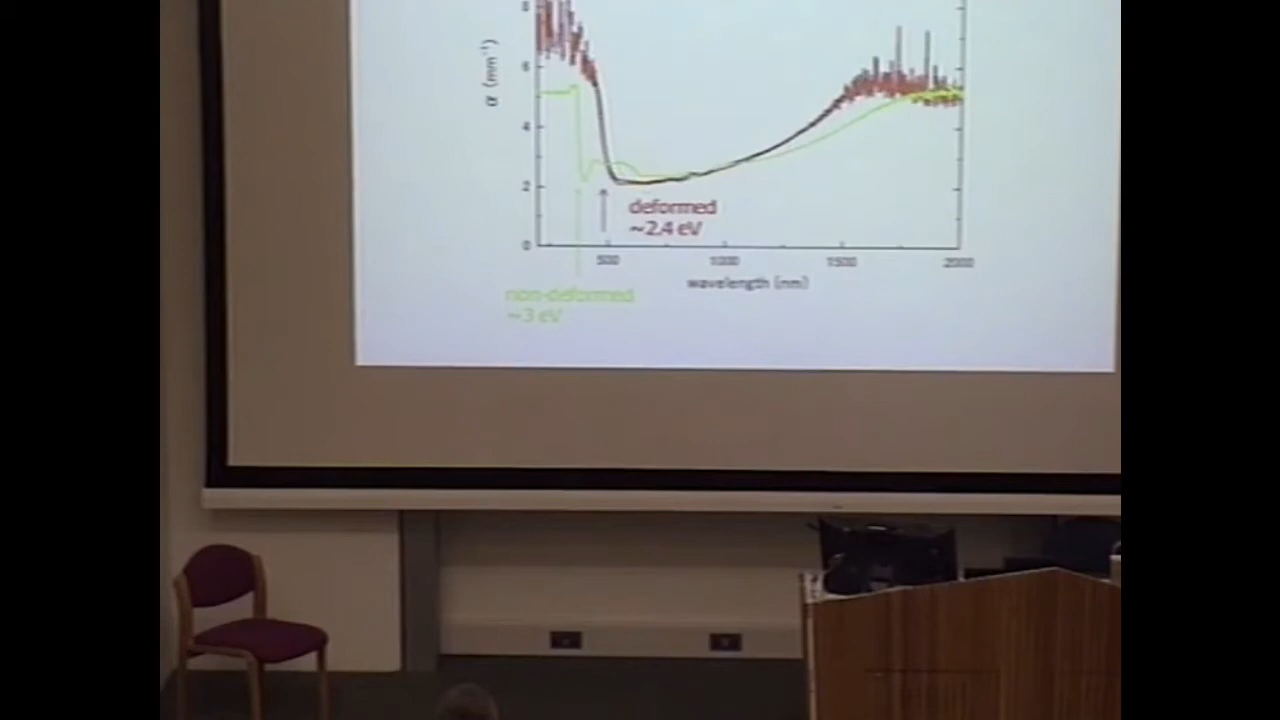 8
α (mm⁻¹)
6
4
2
0
deformed
~2.4 eV
500
1000
1500
2000
wavelength (nm)
non-deformed
~3 eV